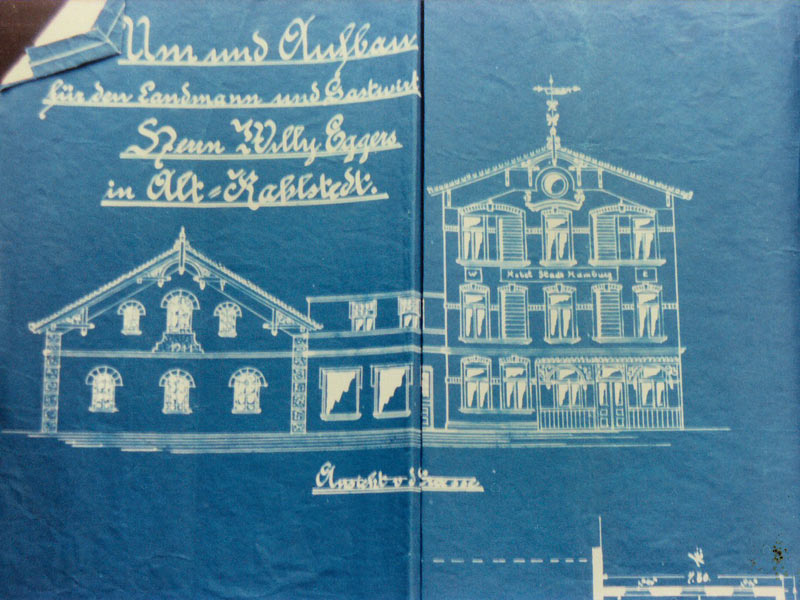 Um und Aufbau
für den Landmann und Gastwirt
Herrn Willy Eggers
in Alt-Rahlstedt.
W Hotel Stadt Hamburg E
Ansicht v. d. Strasse.